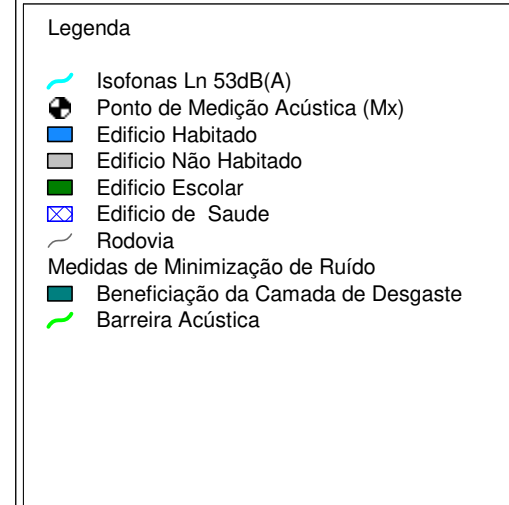 Legenda
Isofonas Ln 53dB(A)
Ponto de Medição Acústica (Mx)
Edificio Habitado
Edificio Não Habitado
Edificio Escolar
Edificio de Saude
Rodovia
Medidas de Minimização de Ruído
Beneficiação da Camada de Desgaste
Barreira Acústica